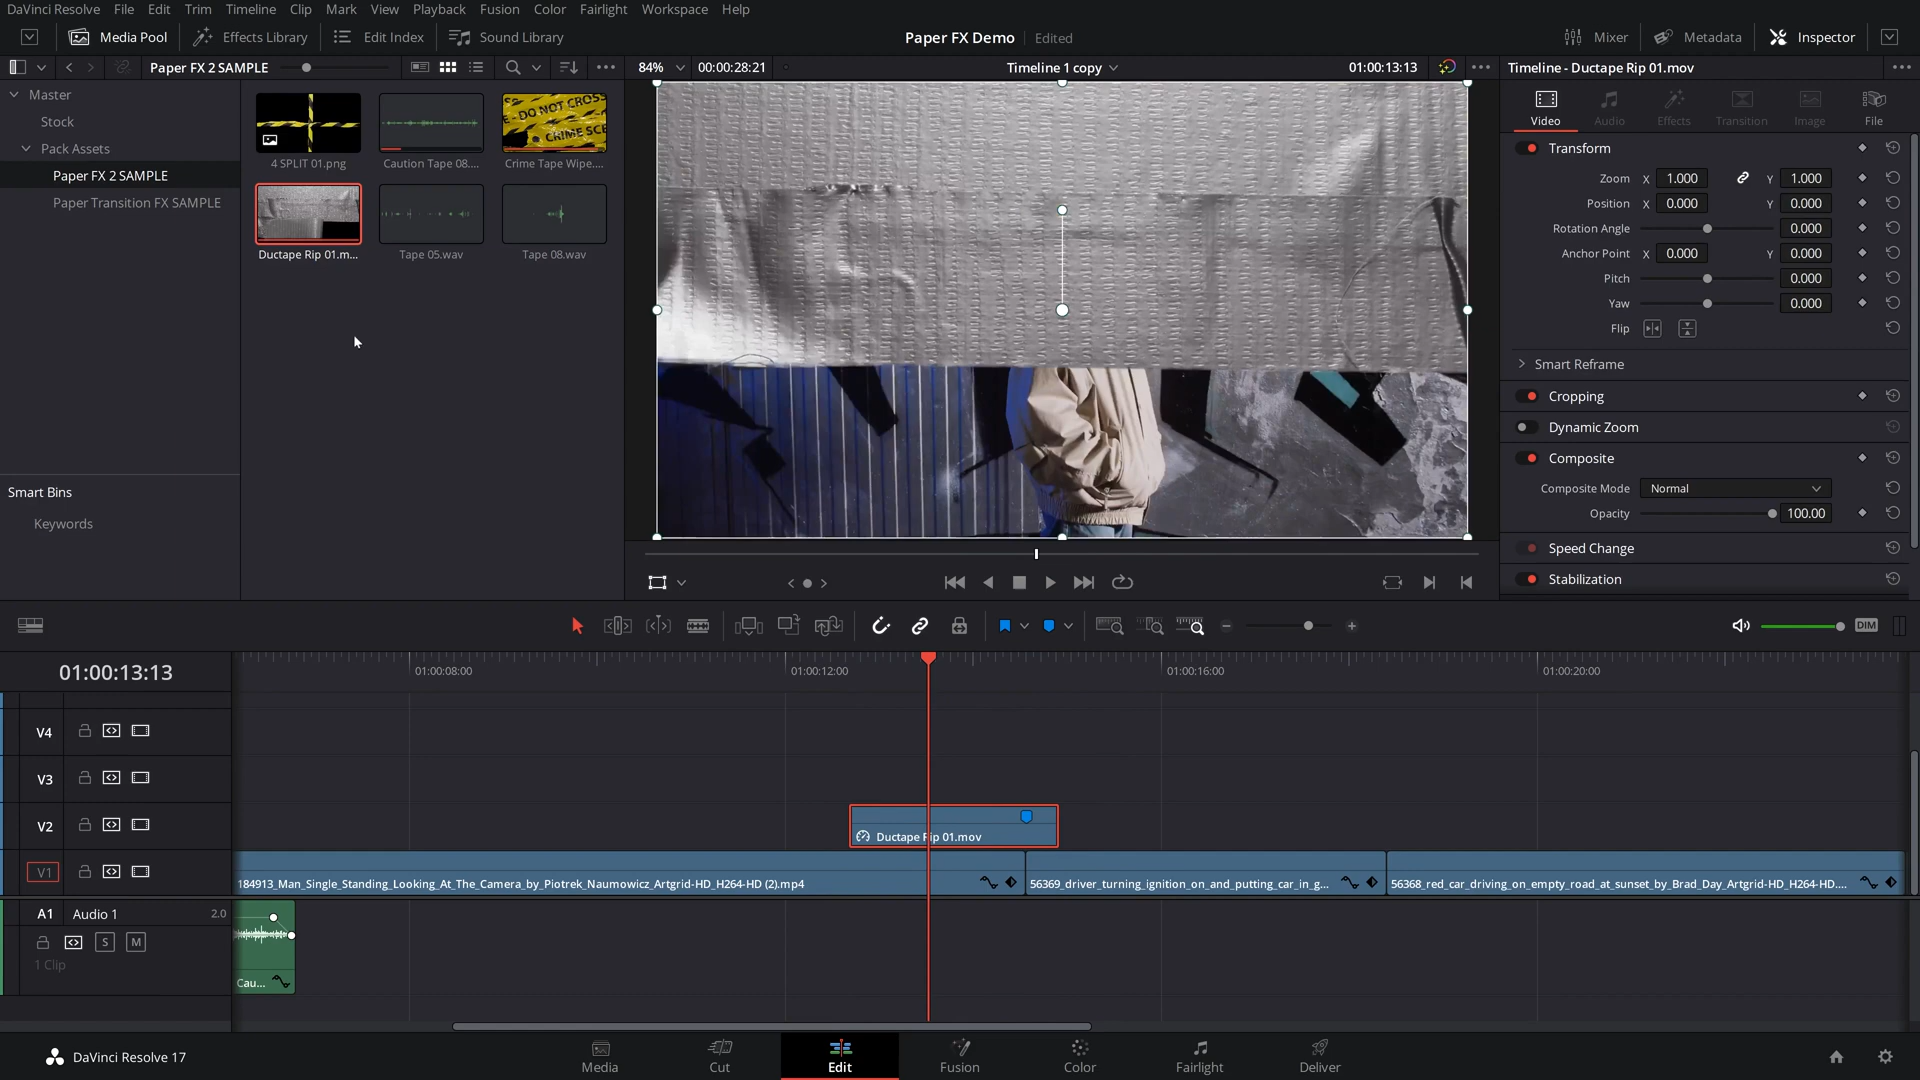 DaVinci Resolve File Edit Trim Timeline Clip Mark View Playback Fusion Color Fairlight Workspace Help
Media Pool Effects Library Edit Index Sound Library Paper FX Demo Edited Mixer Metadata Inspector
Paper FX 2 SAMPLE 84% 00:00:28:21 Timeline 1 copy 01:00:13:13 Timeline - Ductape Rip 01.mov
Master
Stock
Pack Assets
Paper FX 2 SAMPLE
Paper Transition FX SAMPLE
E - DO NOT CROSS
CRIME SCE
4 SPLIT 01.png Caution Tape 08.... Crime Tape Wipe....
Ductape Rip 01.m... Tape 05.wav Tape 08.wav
Smart Bins
Keywords
Video Audio Effects Transition Image File
Transform
Zoom X 1.000 Y 1.000
Position X 0.000 Y 0.000
Rotation Angle 0.000
Anchor Point X 0.000 Y 0.000
Pitch 0.000
Yaw 0.000
Flip
Smart Reframe
Cropping
Dynamic Zoom
Composite
Composite Mode Normal
Opacity 100.00
Speed Change
Stabilization
DIM
01:00:13:13 01:00:08:00 01:00:12:00 01:00:16:00 01:00:20:00
V4
V3
V2 Ductape Rip 01.mov
V1 184913_Man_Single_Standing_Looking_At_The_Camera_by_Piotrek_Naumowicz_Artgrid-HD_H264-HD (2).mp4 56369_driver_turning_ignition_on_and_putting_car_in_g... 56368_red_car_driving_on_empty_road_at_sunset_by_Brad_Day_Artgrid-HD_H264-HD....
A1 Audio 1 2.0
S M
1 Clip
Cau...
DaVinci Resolve 17 Media Cut Edit Fusion Color Fairlight Deliver